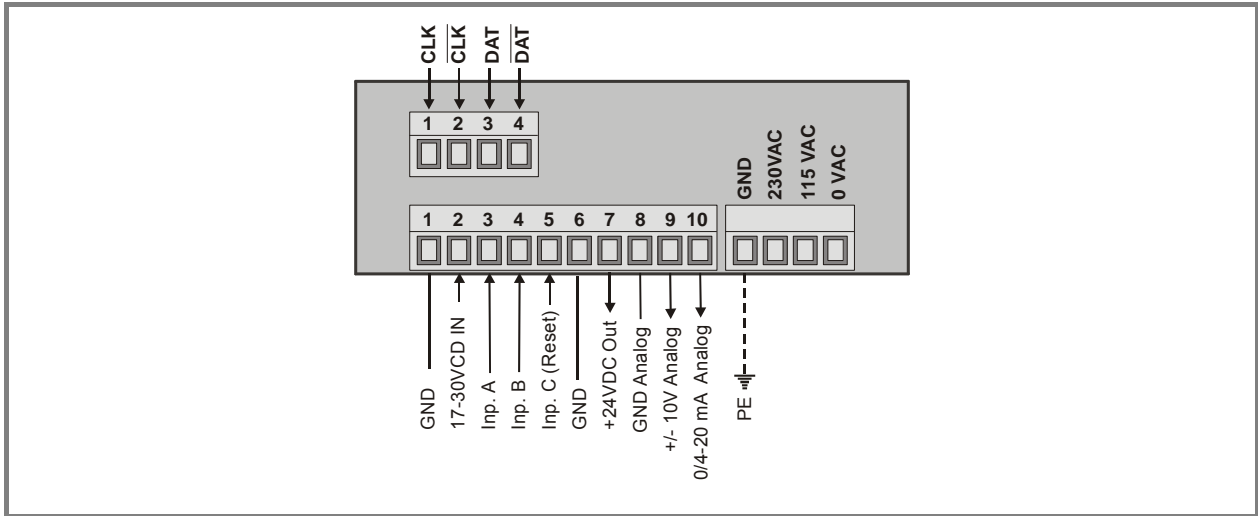 CLK
C̅L̅K̅
DAT
D̅A̅T̅
1 2 3 4
GND
230VAC
115 VAC
0 VAC
1 2 3 4 5 6 7 8 9 10
GND
17-30VCD IN
Inp. A
Inp. B
Inp. C (Reset)
GND
+24VDC Out
GND Analog
+/- 10V Analog
0/4-20 mA Analog
PE